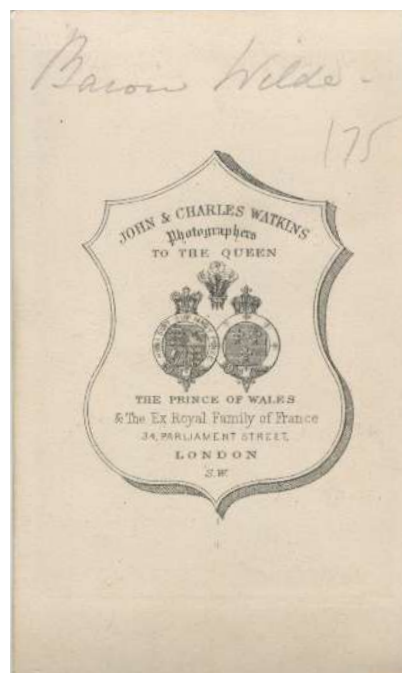 Baron Wilde -
175
JOHN & CHARLES WATKINS
Photographers
TO THE QUEEN
THE PRINCE OF WALES
& The Ex Royal Family of France
34, PARLIAMENT STREET,
LONDON
S.W.